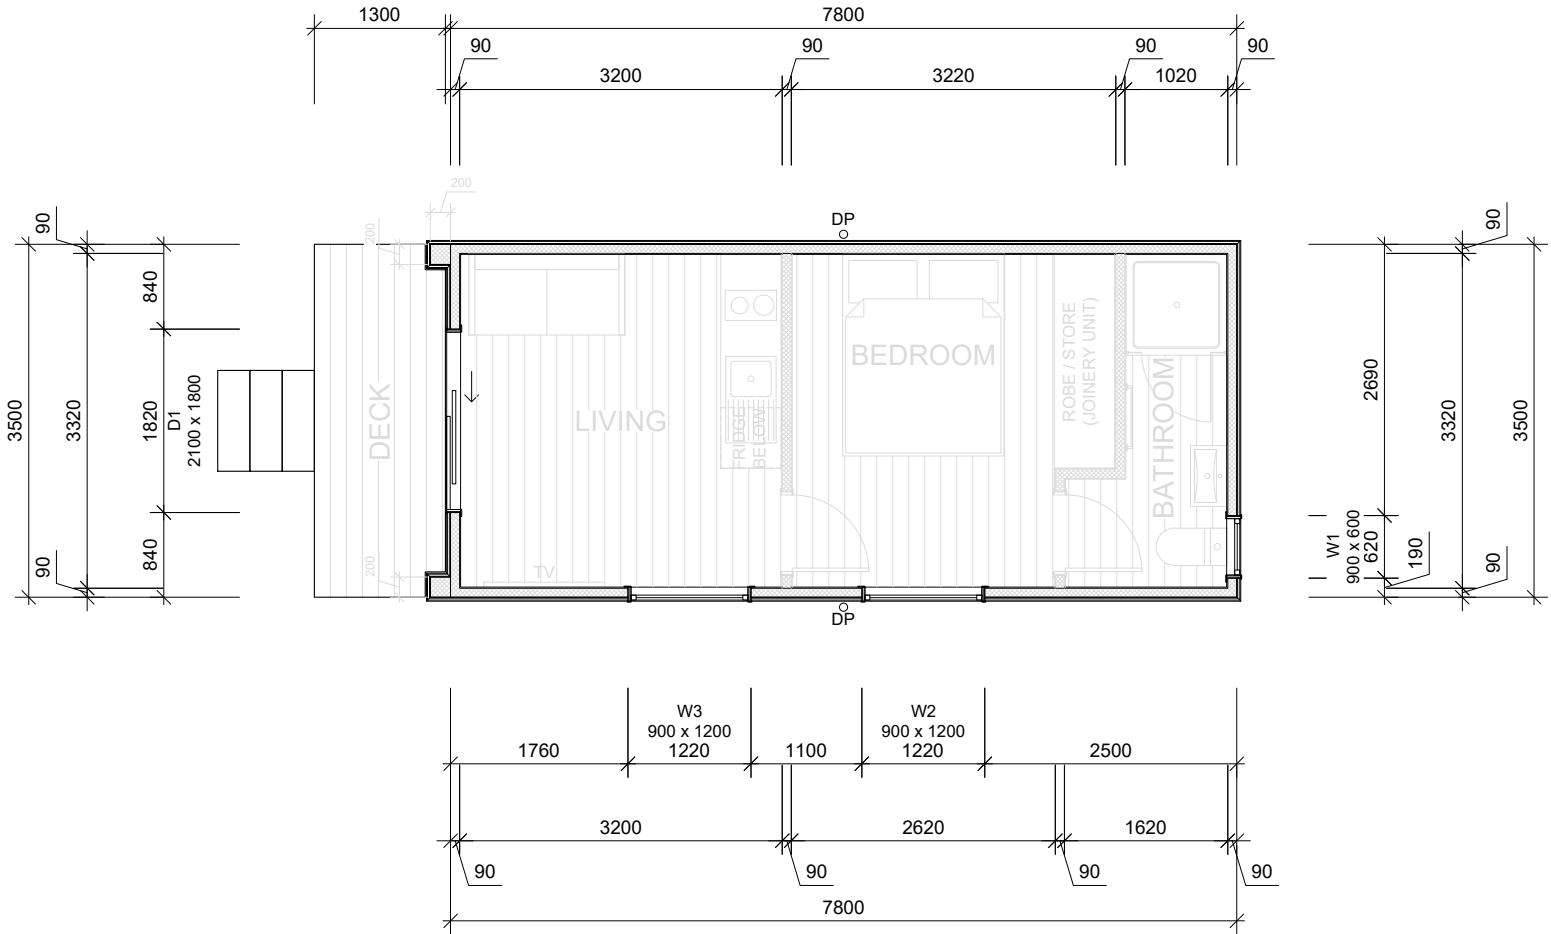 1300
7800
90
90
90
90
3200
3220
1020
200
200
200
DP
90
840
3500
3320
1820
D1
2100 x 1800
840
90
DECK
LIVING
TV
FRIDGE
BELOW
BEDROOM
ROBE / STORE
(JOINERY UNIT)
BATHROOM
DP
90
2690
3320
3500
W1
900 x 600
620
190
90
W3
900 x 1200
W2
900 x 1200
1760
1220
1100
1220
2500
3200
2620
1620
90
90
90
90
7800